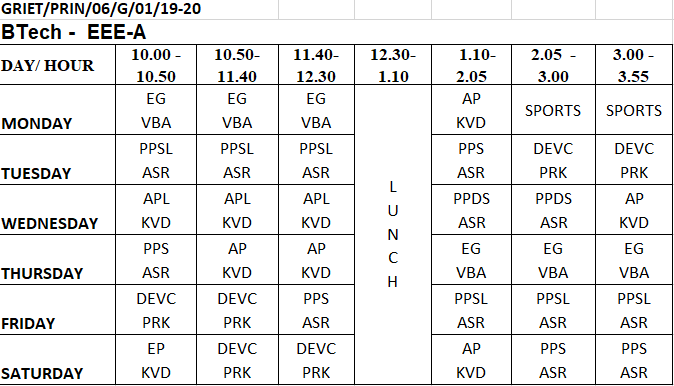 GRIET/PRIN/06/G/01/19-20
BTech - EEE-A
DAY/ HOUR 10.00 - 10.50 10.50- 11.40 11.40- 12.30 12.30- 1.10 1.10- 2.05 2.05 - 3.00 3.00 - 3.55
EG EG EG AP
MONDAY VBA VBA VBA KVD SPORTS SPORTS
PPSL PPSL PPSL PPS DEVC DEVC
TUESDAY ASR ASR ASR ASR PRK PRK
APL APL APL PPDS PPDS AP
WEDNESDAY KVD KVD KVD ASR ASR KVD
LUNCH
PPS AP AP EG EG EG
THURSDAY ASR KVD KVD VBA VBA VBA
DEVC DEVC PPS PPSL PPSL PPSL
FRIDAY PRK PRK ASR ASR ASR ASR
EP DEVC DEVC AP PPS PPS
SATURDAY KVD PRK PRK KVD ASR ASR